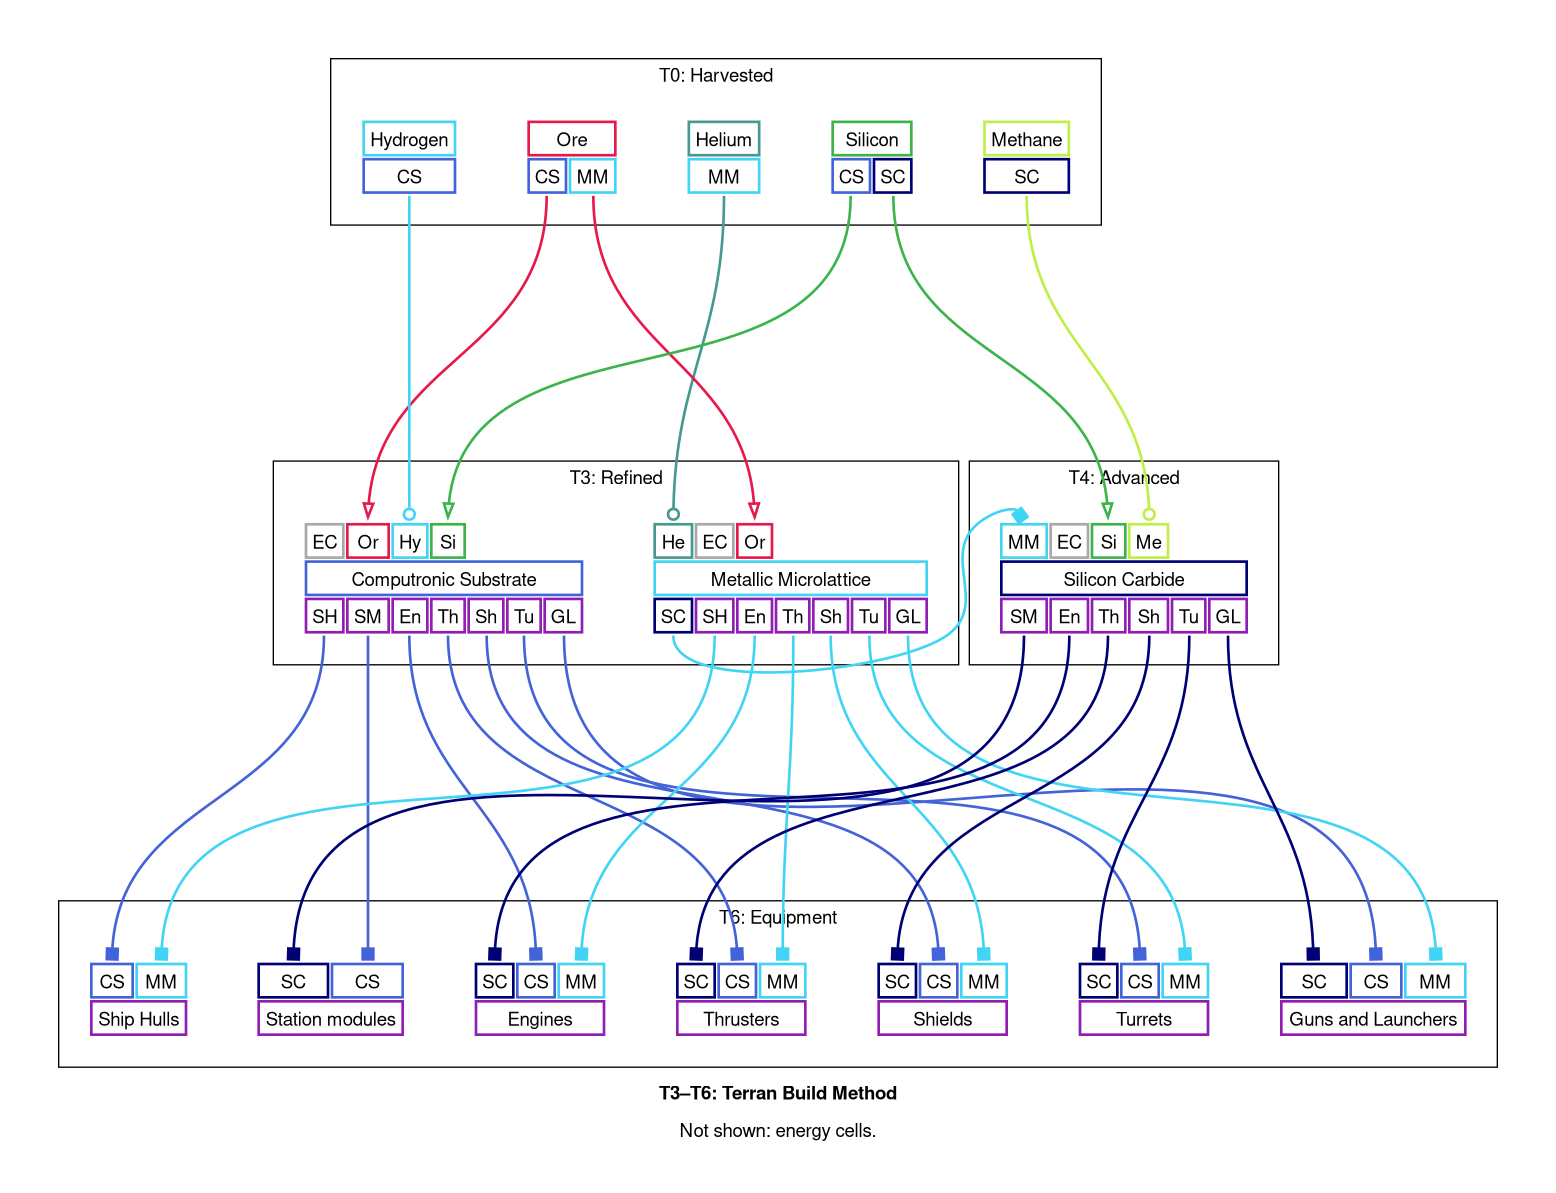 T0: Harvested
Hydrogen Ore Helium Silicon Methane
CS CS MM MM CS SC SC
T3: Refined T4: Advanced
EC Or Hy Si He EC Or MM EC Si Me
Computronic Substrate Metallic Microlattice Silicon Carbide
SH SM En Th Sh Tu GL SC SH En Th Sh Tu GL SM En Th Sh Tu GL
T6: Equipment
CS MM SC CS SC CS MM SC CS MM SC CS MM SC CS MM SC CS MM
Ship Hulls Station modules Engines Thrusters Shields Turrets Guns and Launchers
T3–T6: Terran Build Method
Not shown: energy cells.